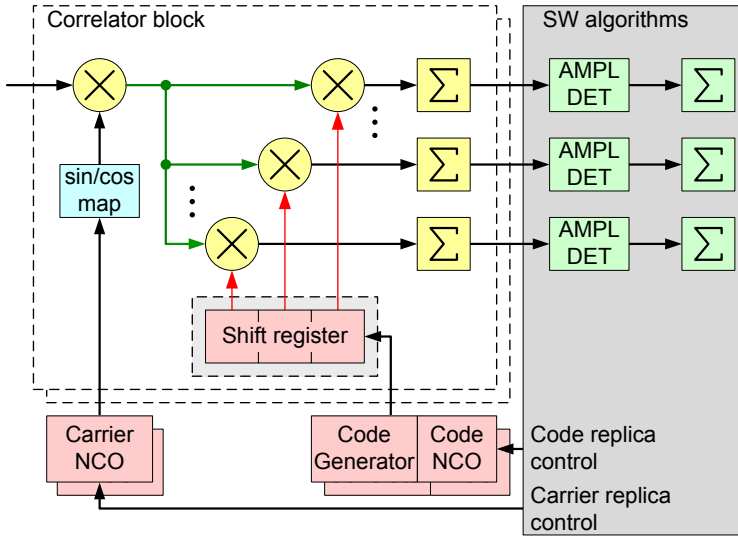 Correlator block
SW algorithms
AMPL
DET
Σ
Σ
sin/cos
map
AMPL
DET
Σ
Σ
AMPL
DET
Σ
Σ
Shift register
Carrier
NCO
Code
Generator
Code
NCO
Code replica
control
Carrier replica
control